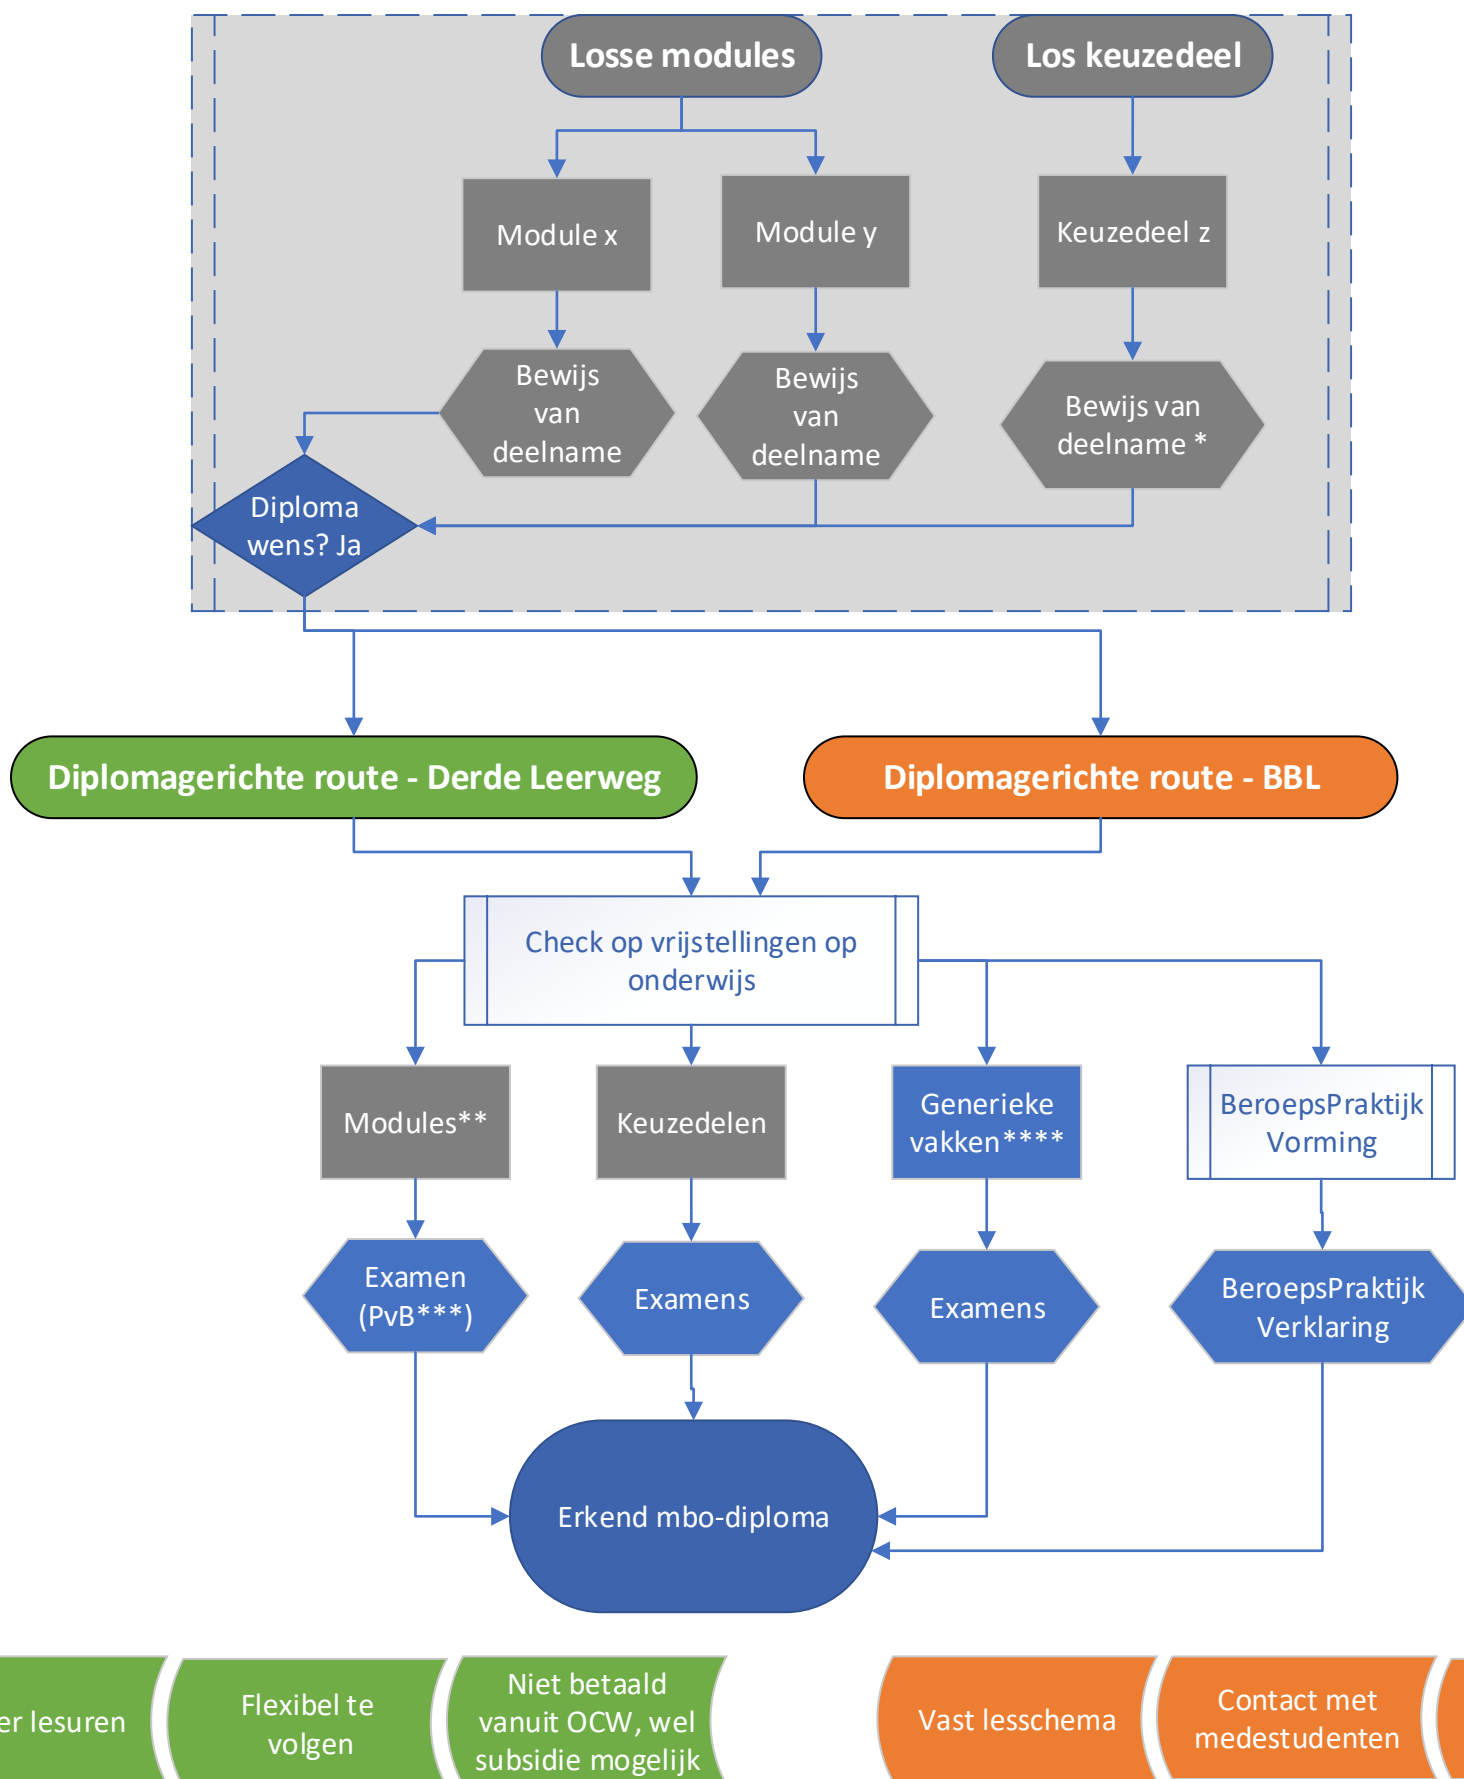 Losse modules
Los keuzedeel
Module x
Module y
Keuzedeel z
Bewijs
van
deelname
Bewijs
van
deelname
Bewijs van
deelname *
Diploma
wens? Ja
Diplomagerichte route - Derde Leerweg
Diplomagerichte route - BBL
Check op vrijstellingen op
onderwijs
Modules**
Keuzedelen
Generieke
vakken****
BeroepsPraktijk
Vorming
Examen
(PvB***)
Examens
Examens
BeroepsPraktijk
Verklaring
Erkend mbo-diploma
lesuren
Flexibel te
volgen
Niet betaald
vanuit OCW, wel
subsidie mogelijk
Vast lesschema
Contact met
medestudenten